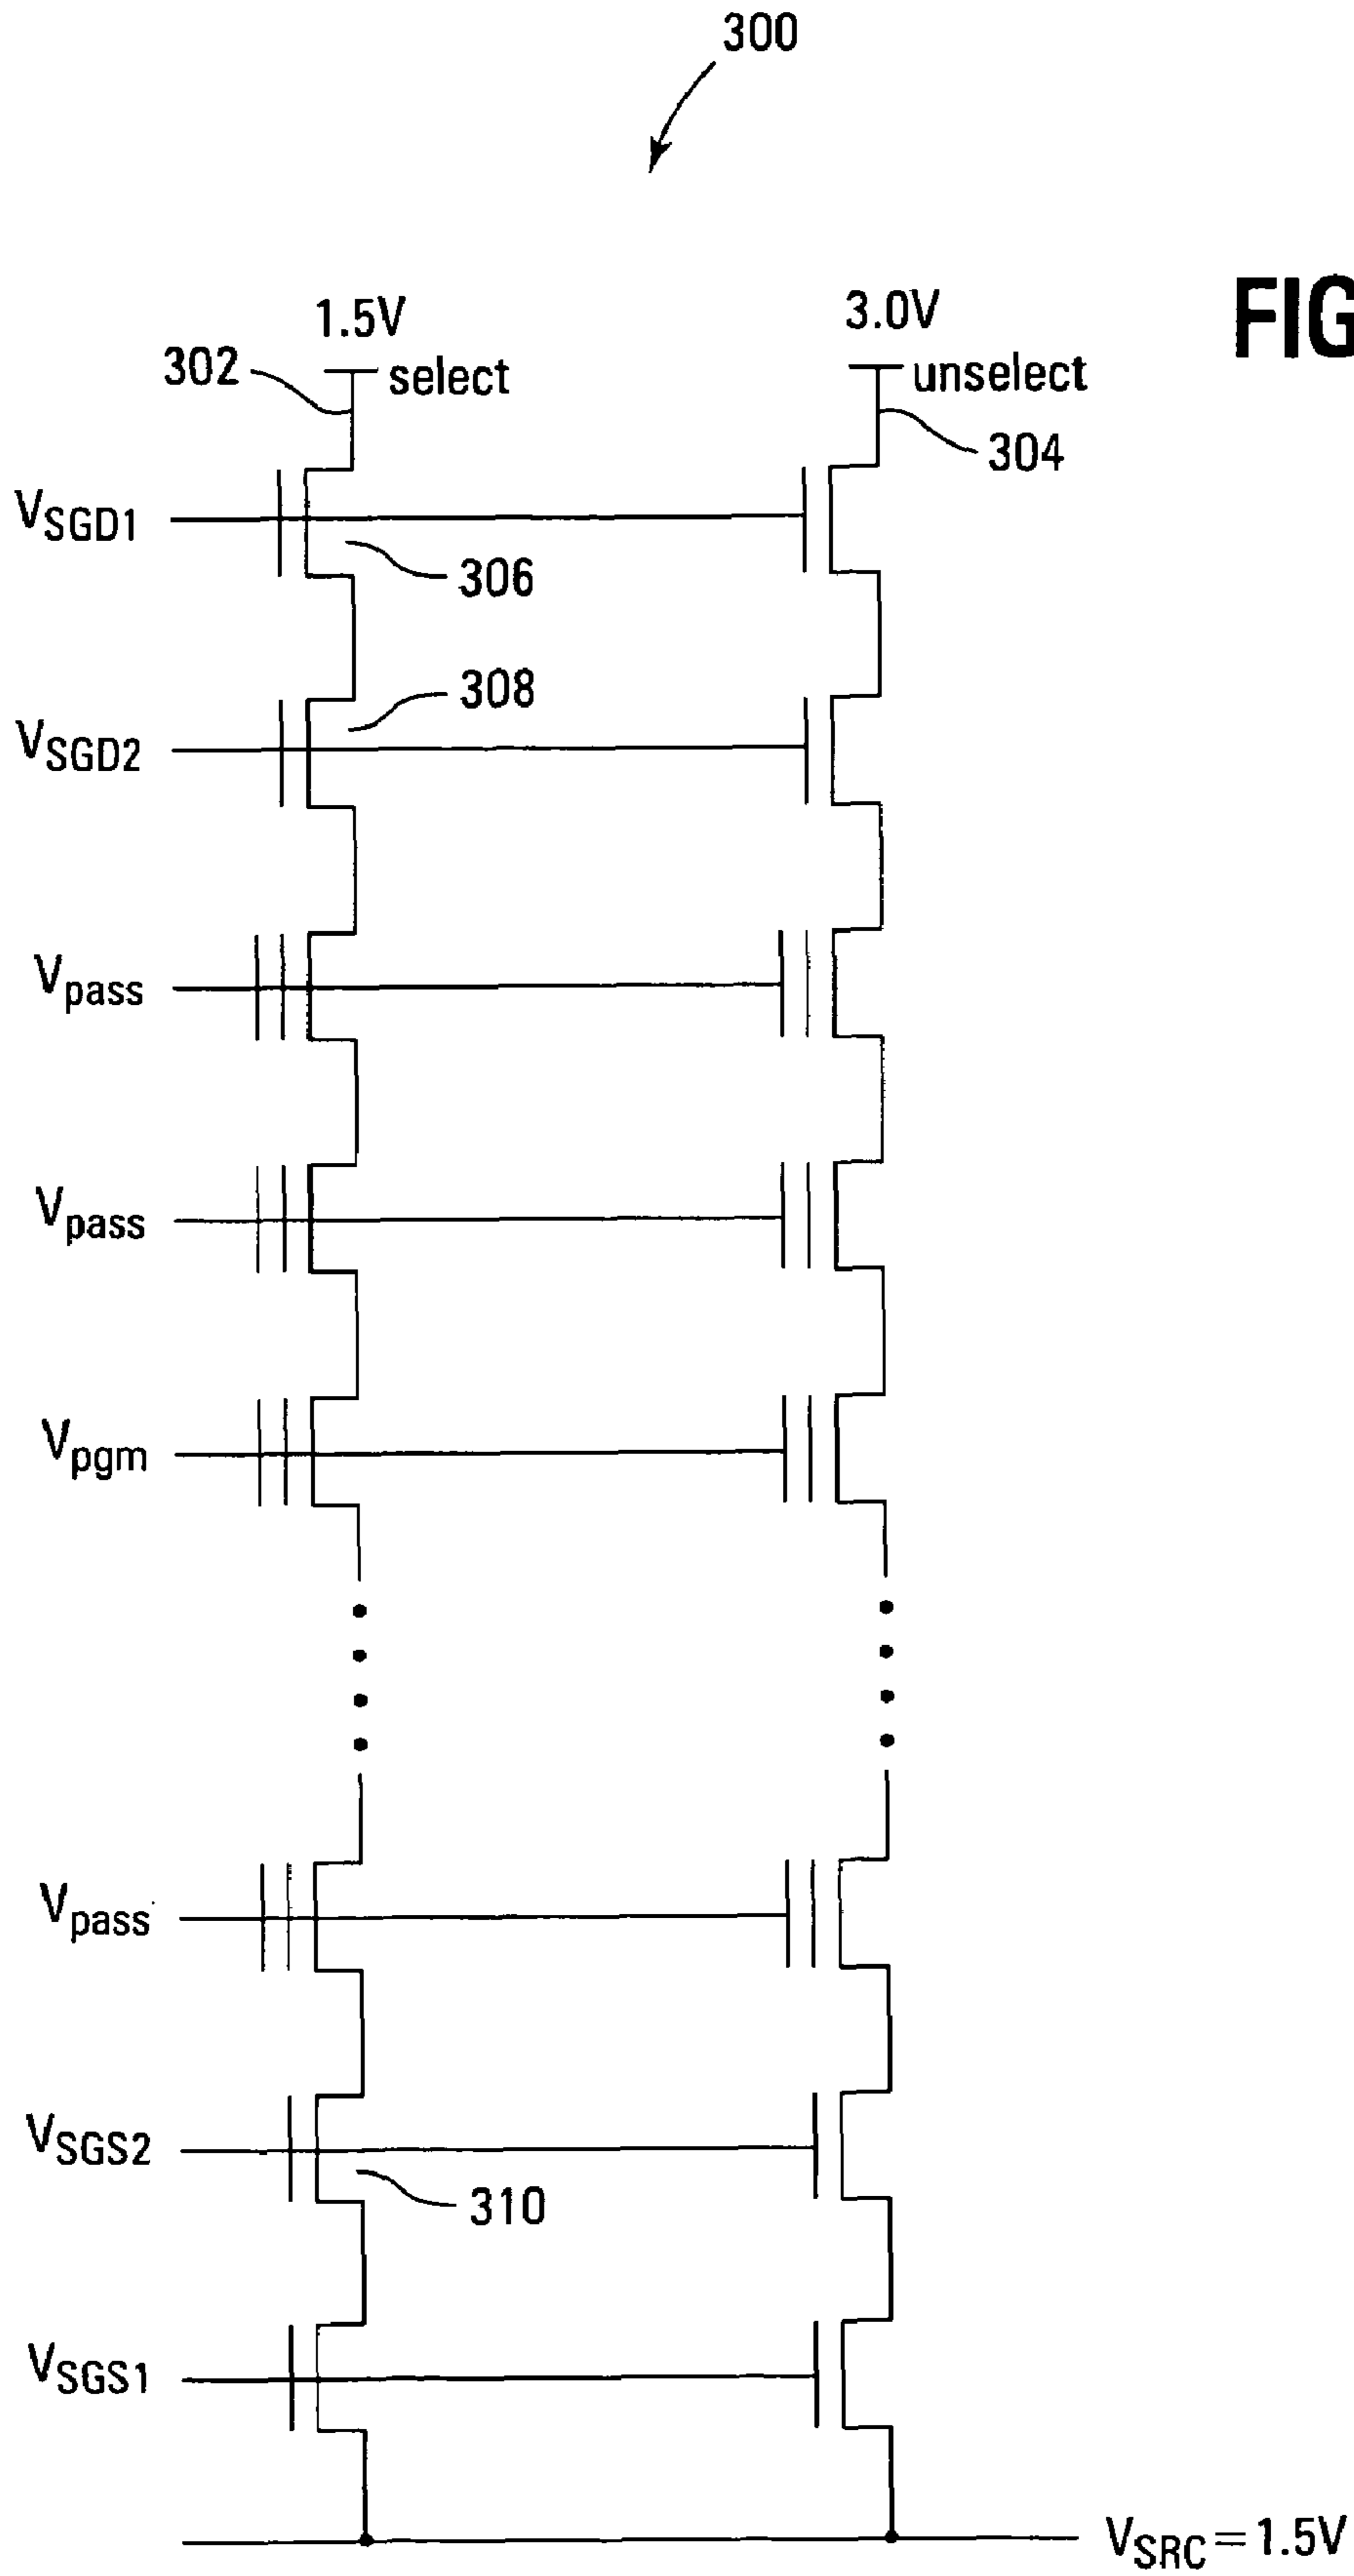 300
FIG
1.5V
3.0V
302
select
unselect
304
VSGD1
306
308
VSGD2
Vpass
Vpass
Vpgm
Vpass
VSGS2
310
VSGS1
VSRC=1.5V